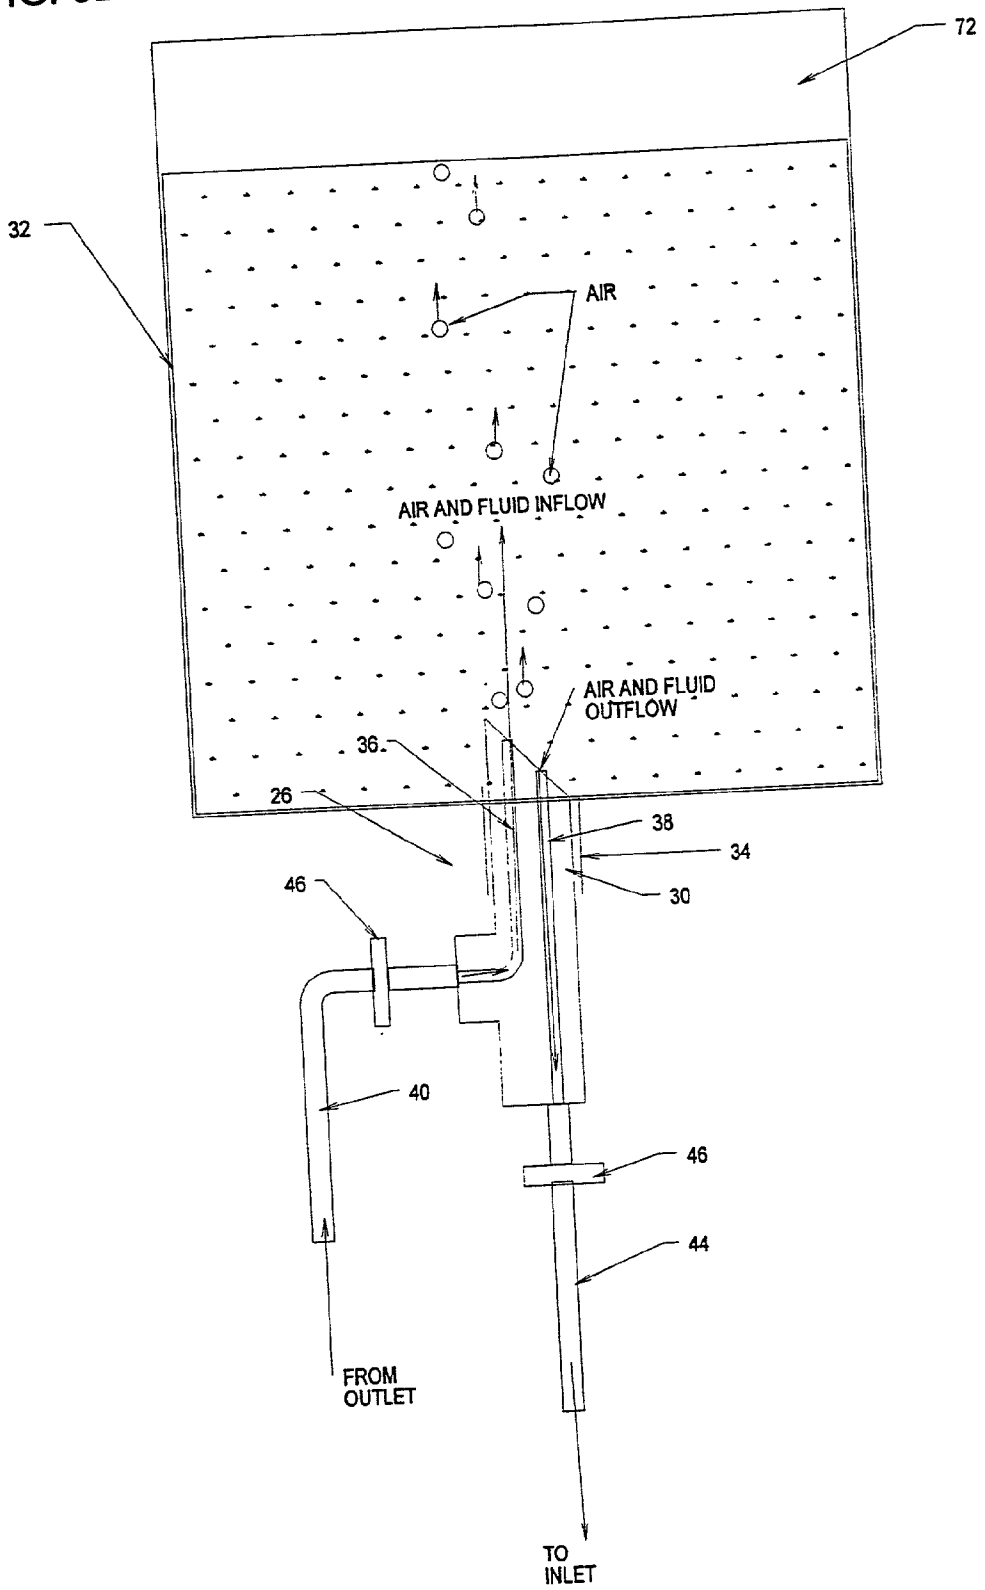 72
32
AIR
AIR AND FLUID INFLOW
AIR AND FLUID
OUTFLOW
36
26
38
34
30
46
40
46
44
FROM
OUTLET
TO
INLET